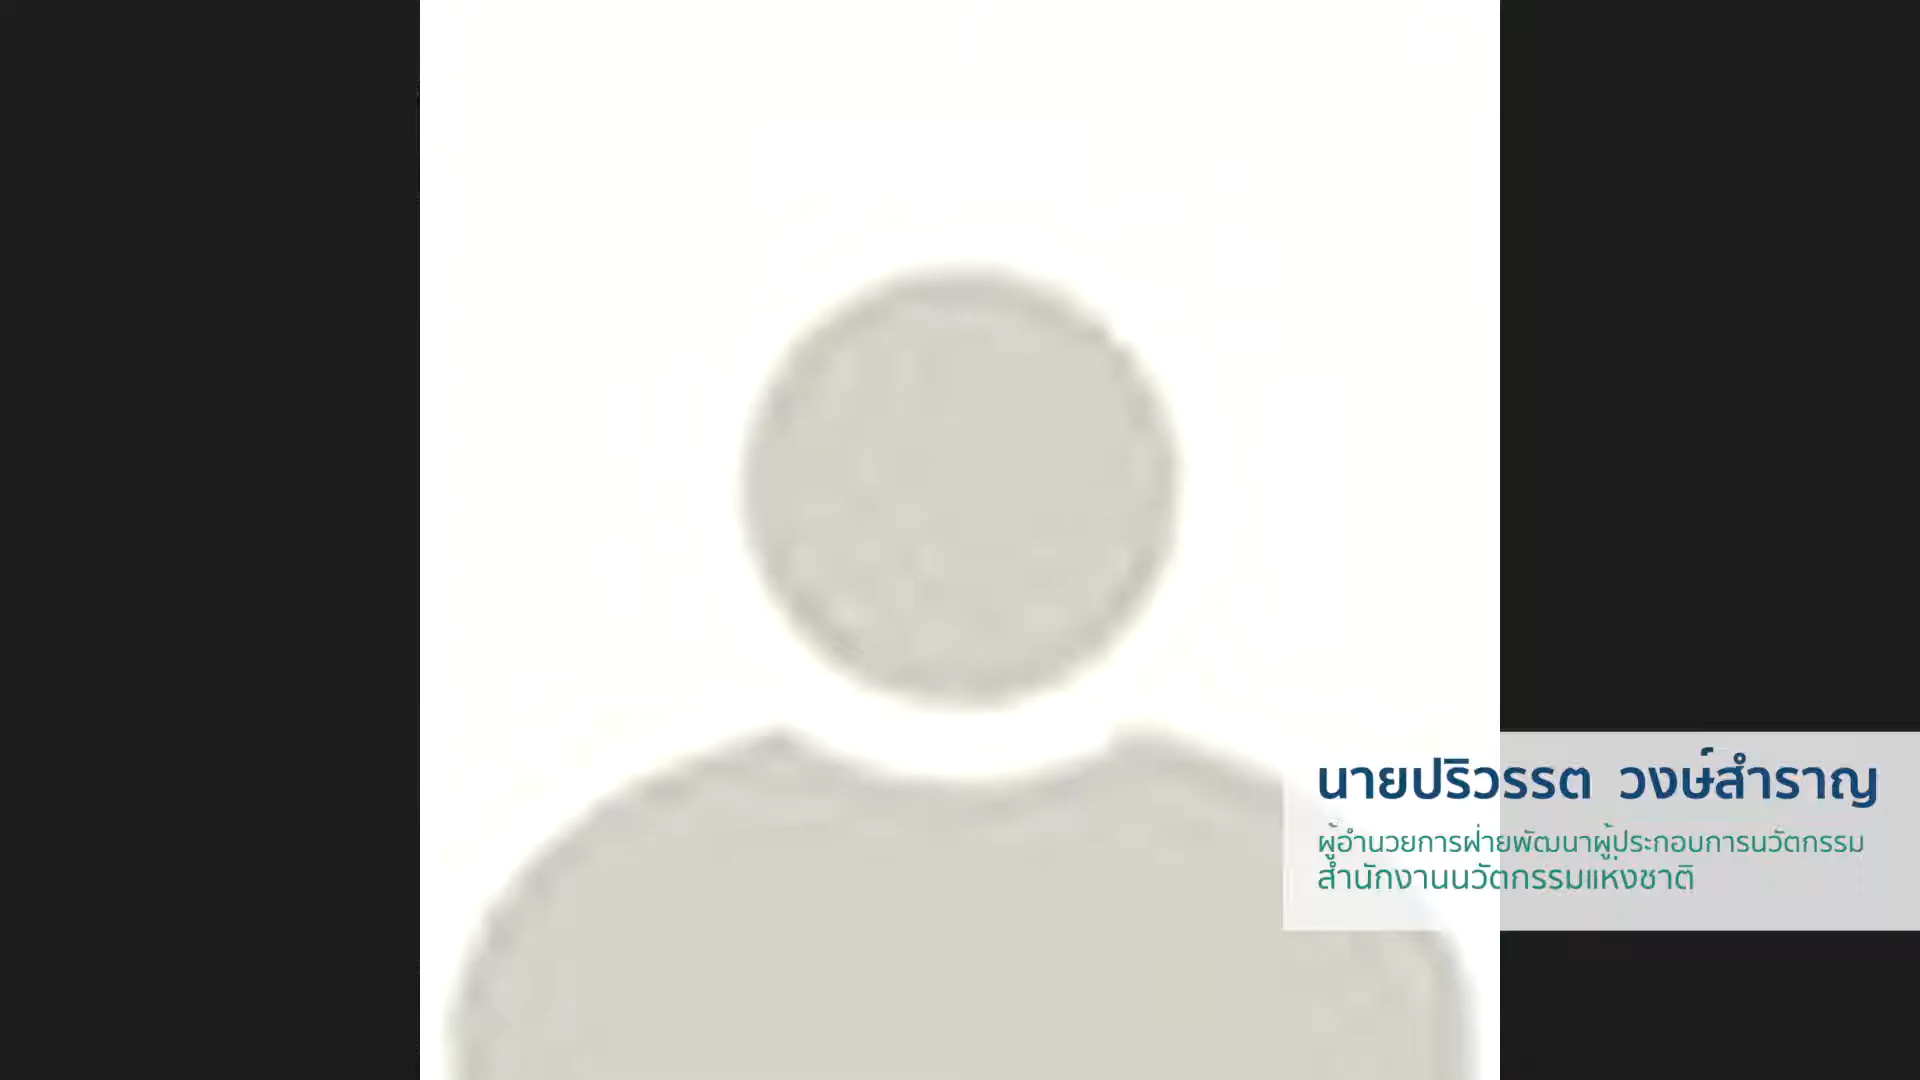 นายปริวรรต วงษ์สำราญ
ผู้อำนวยการฝ่ายพัฒนาผู้ประกอบการนวัตกรรม
สำนักงานนวัตกรรมแห่งชาติ